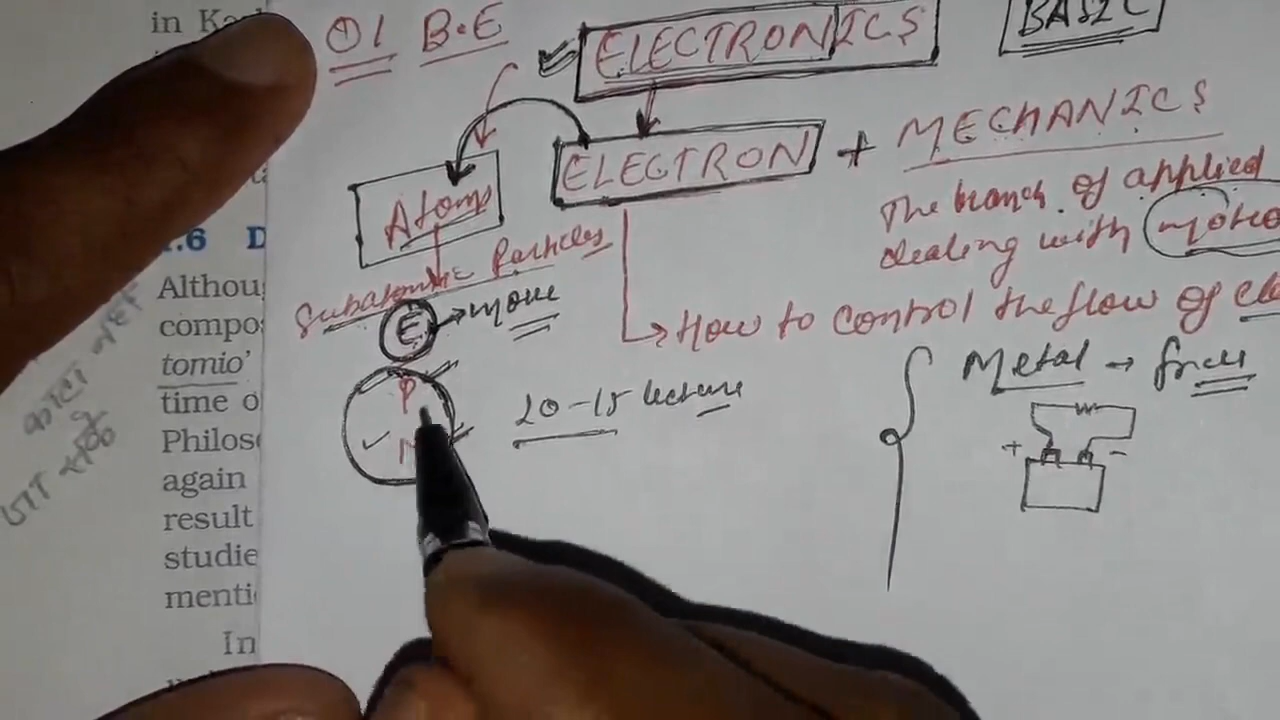 in
01 B.E
ELECTRONICS
BASIC
ELECTRON + MECHANICS
Atoms
The branch of applied
dealing with motio
Subatomic Particles
E → move
How to control the flow of ele
P
N
20-15 lecture
Metal → free
+ -
.6 D
Althou
compo
tomio'
time o
Philos
again
result
studie
menti
In